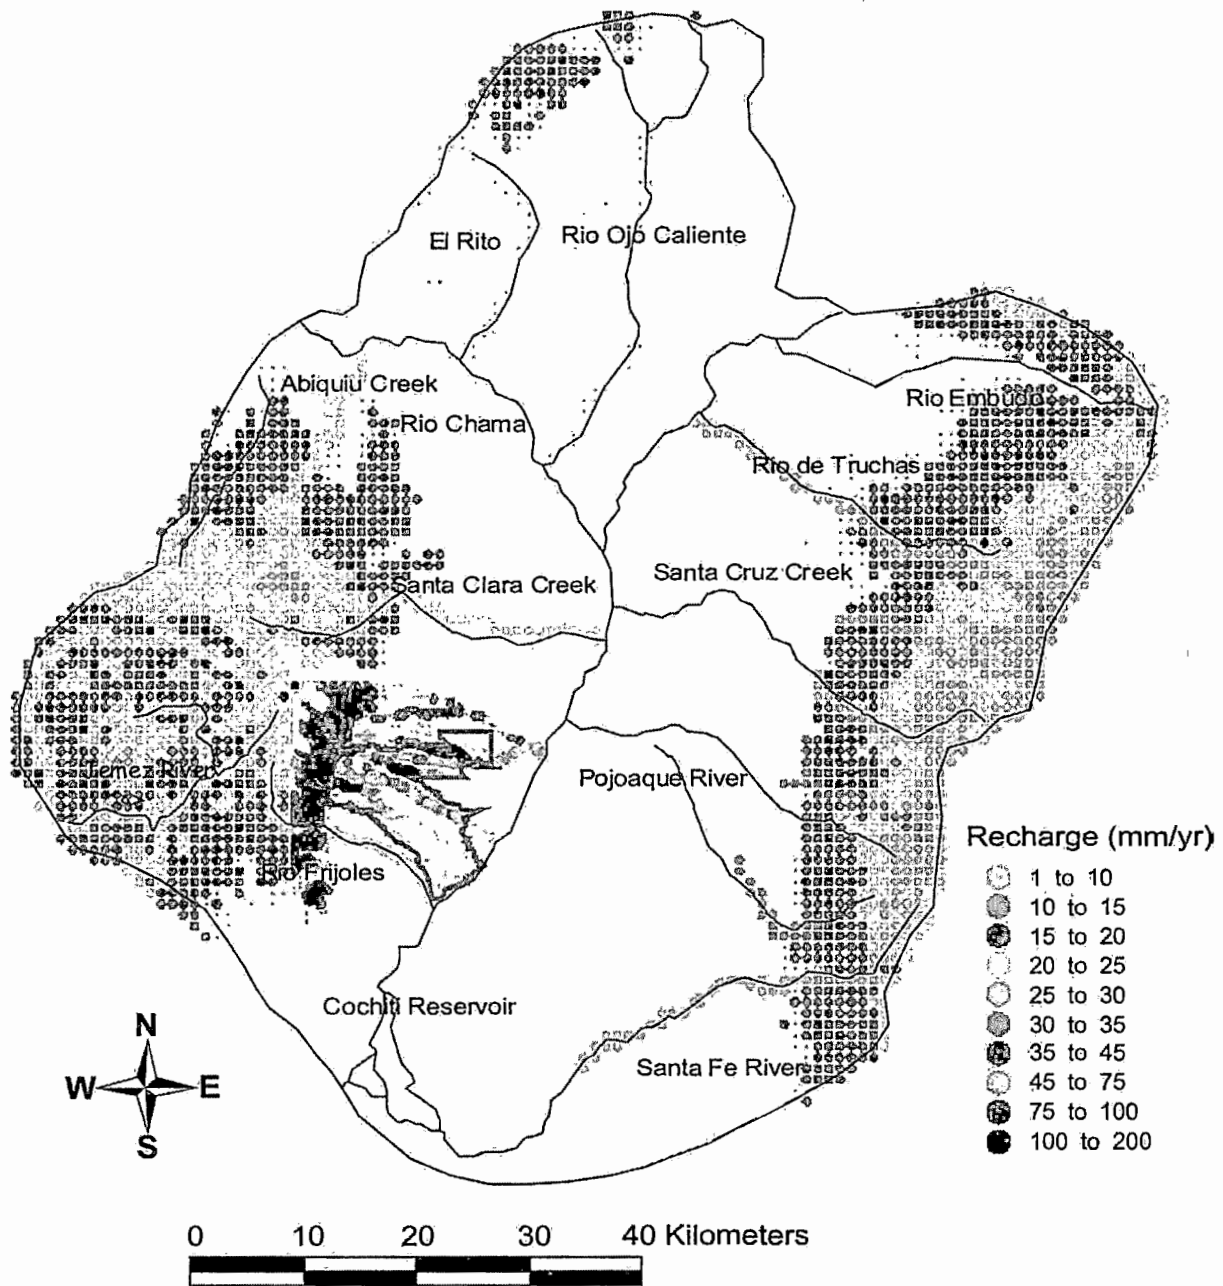 El Rito
Rio Ojo Caliente
Abiquiu Creek
Rio Chama
Rio Embudo
Rio de Truchas
Santa Clara Creek
Santa Cruz Creek
Jemez River
Pojoaque River
Rio Frijoles
Cochiti Reservoir
Santa Fe River
Recharge (mm/yr)
1 to 10
10 to 15
15 to 20
20 to 25
25 to 30
30 to 35
35 to 45
45 to 75
75 to 100
100 to 200
N
W E
S
0 10 20 30 40 Kilometers